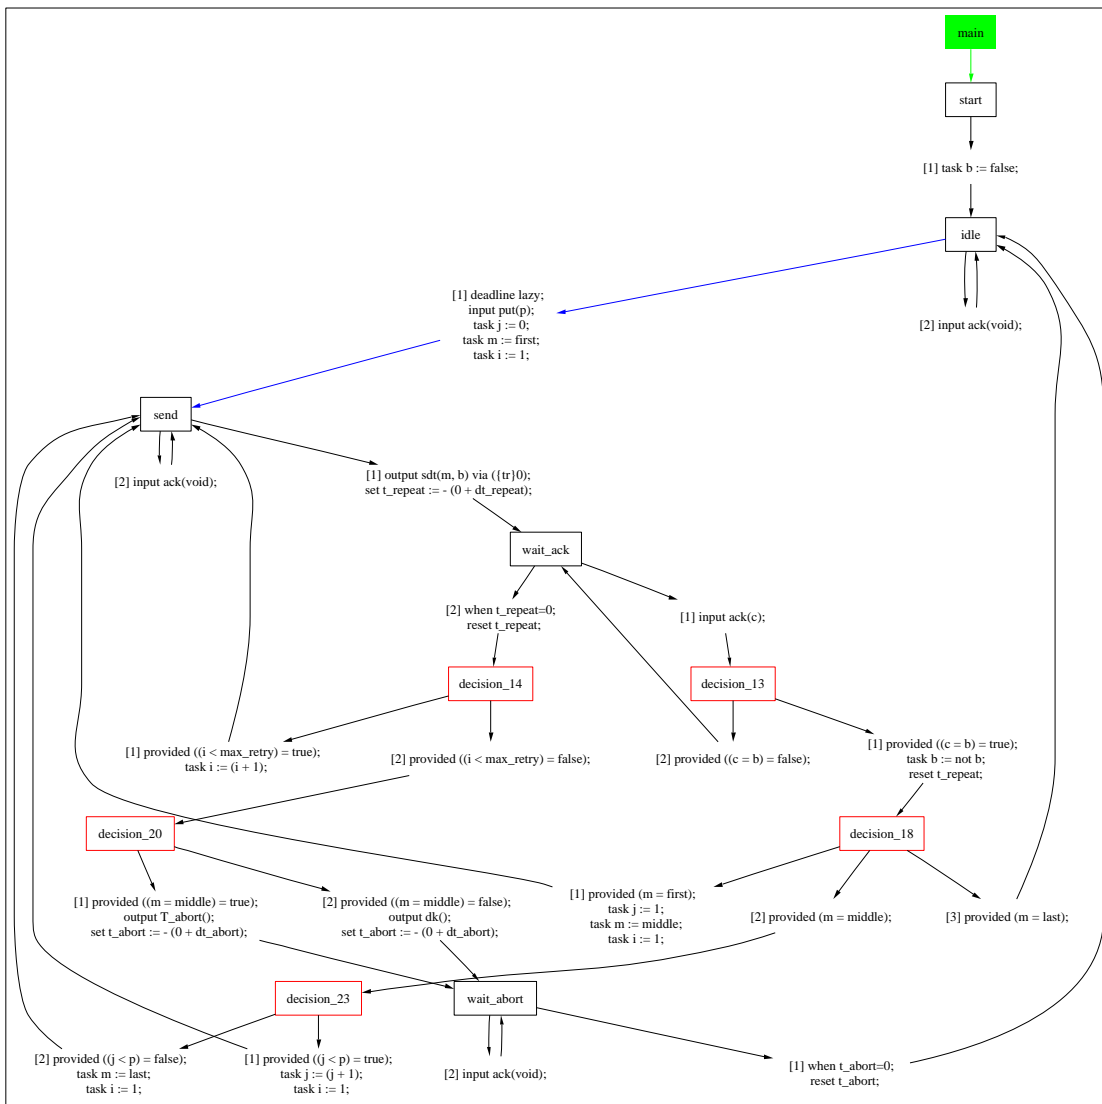 main
start
[1] task b := false;
idle
[1] deadline lazy;
input put(p);
task j := 0;
task m := first;
task i := 1;
[2] input ack(void);
send
[2] input ack(void);
[1] output sdt(m, b) via ({tr}0);
set t_repeat := - (0 + dt_repeat);
wait_ack
[2] when t_repeat=0;
reset t_repeat;
[1] input ack(c);
decision_14
decision_13
[1] provided ((i < max_retry) = true);
task i := (i + 1);
[2] provided ((i < max_retry) = false);
[2] provided ((c = b) = false);
[1] provided ((c = b) = true);
task b := not b;
reset t_repeat;
decision_20
decision_18
[1] provided ((m = middle) = true);
output T_abort();
set t_abort := - (0 + dt_abort);
[2] provided ((m = middle) = false);
output dk();
set t_abort := - (0 + dt_abort);
[1] provided (m = first);
task j := 1;
task m := middle;
task i := 1;
[2] provided (m = middle);
[3] provided (m = last);
decision_23
wait_abort
[2] provided ((j < p) = false);
task m := last;
task i := 1;
[1] provided ((j < p) = true);
task j := (j + 1);
task i := 1;
[2] input ack(void);
[1] when t_abort=0;
reset t_abort;